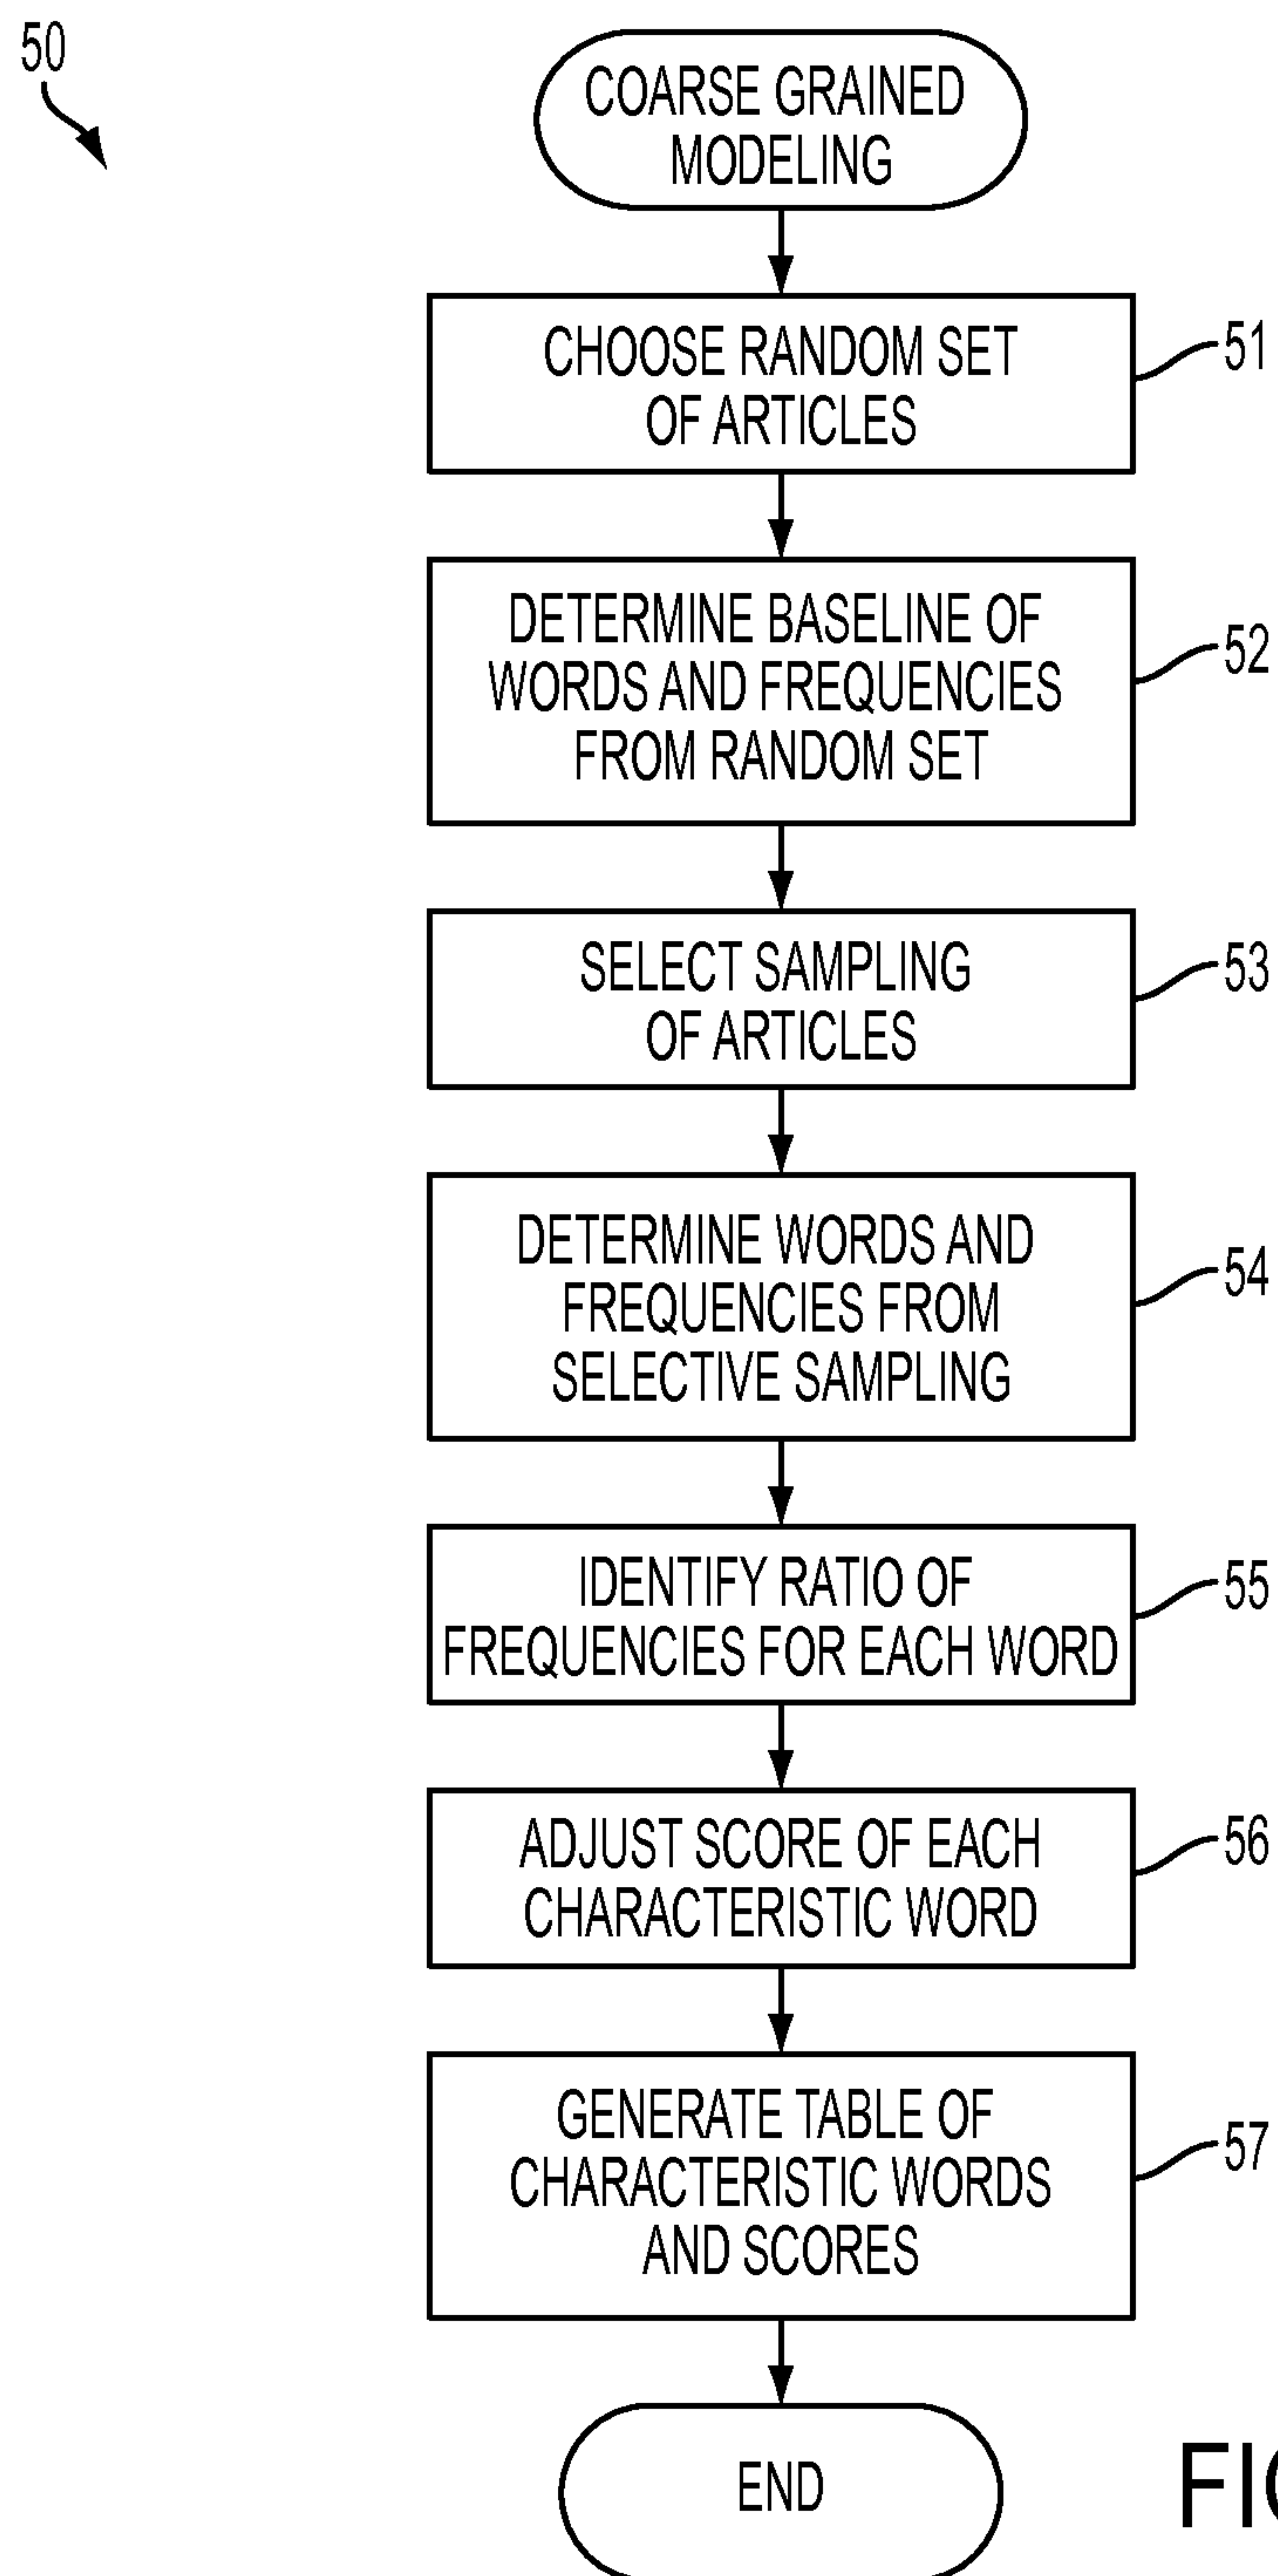 50
COARSE GRAINED
MODELING
CHOOSE RANDOM SET
OF ARTICLES
51
DETERMINE BASELINE OF
WORDS AND FREQUENCIES
FROM RANDOM SET
52
SELECT SAMPLING
OF ARTICLES
53
DETERMINE WORDS AND
FREQUENCIES FROM
SELECTIVE SAMPLING
54
IDENTIFY RATIO OF
FREQUENCIES FOR EACH WORD
55
ADJUST SCORE OF EACH
CHARACTERISTIC WORD
56
GENERATE TABLE OF
CHARACTERISTIC WORDS
AND SCORES
57
END